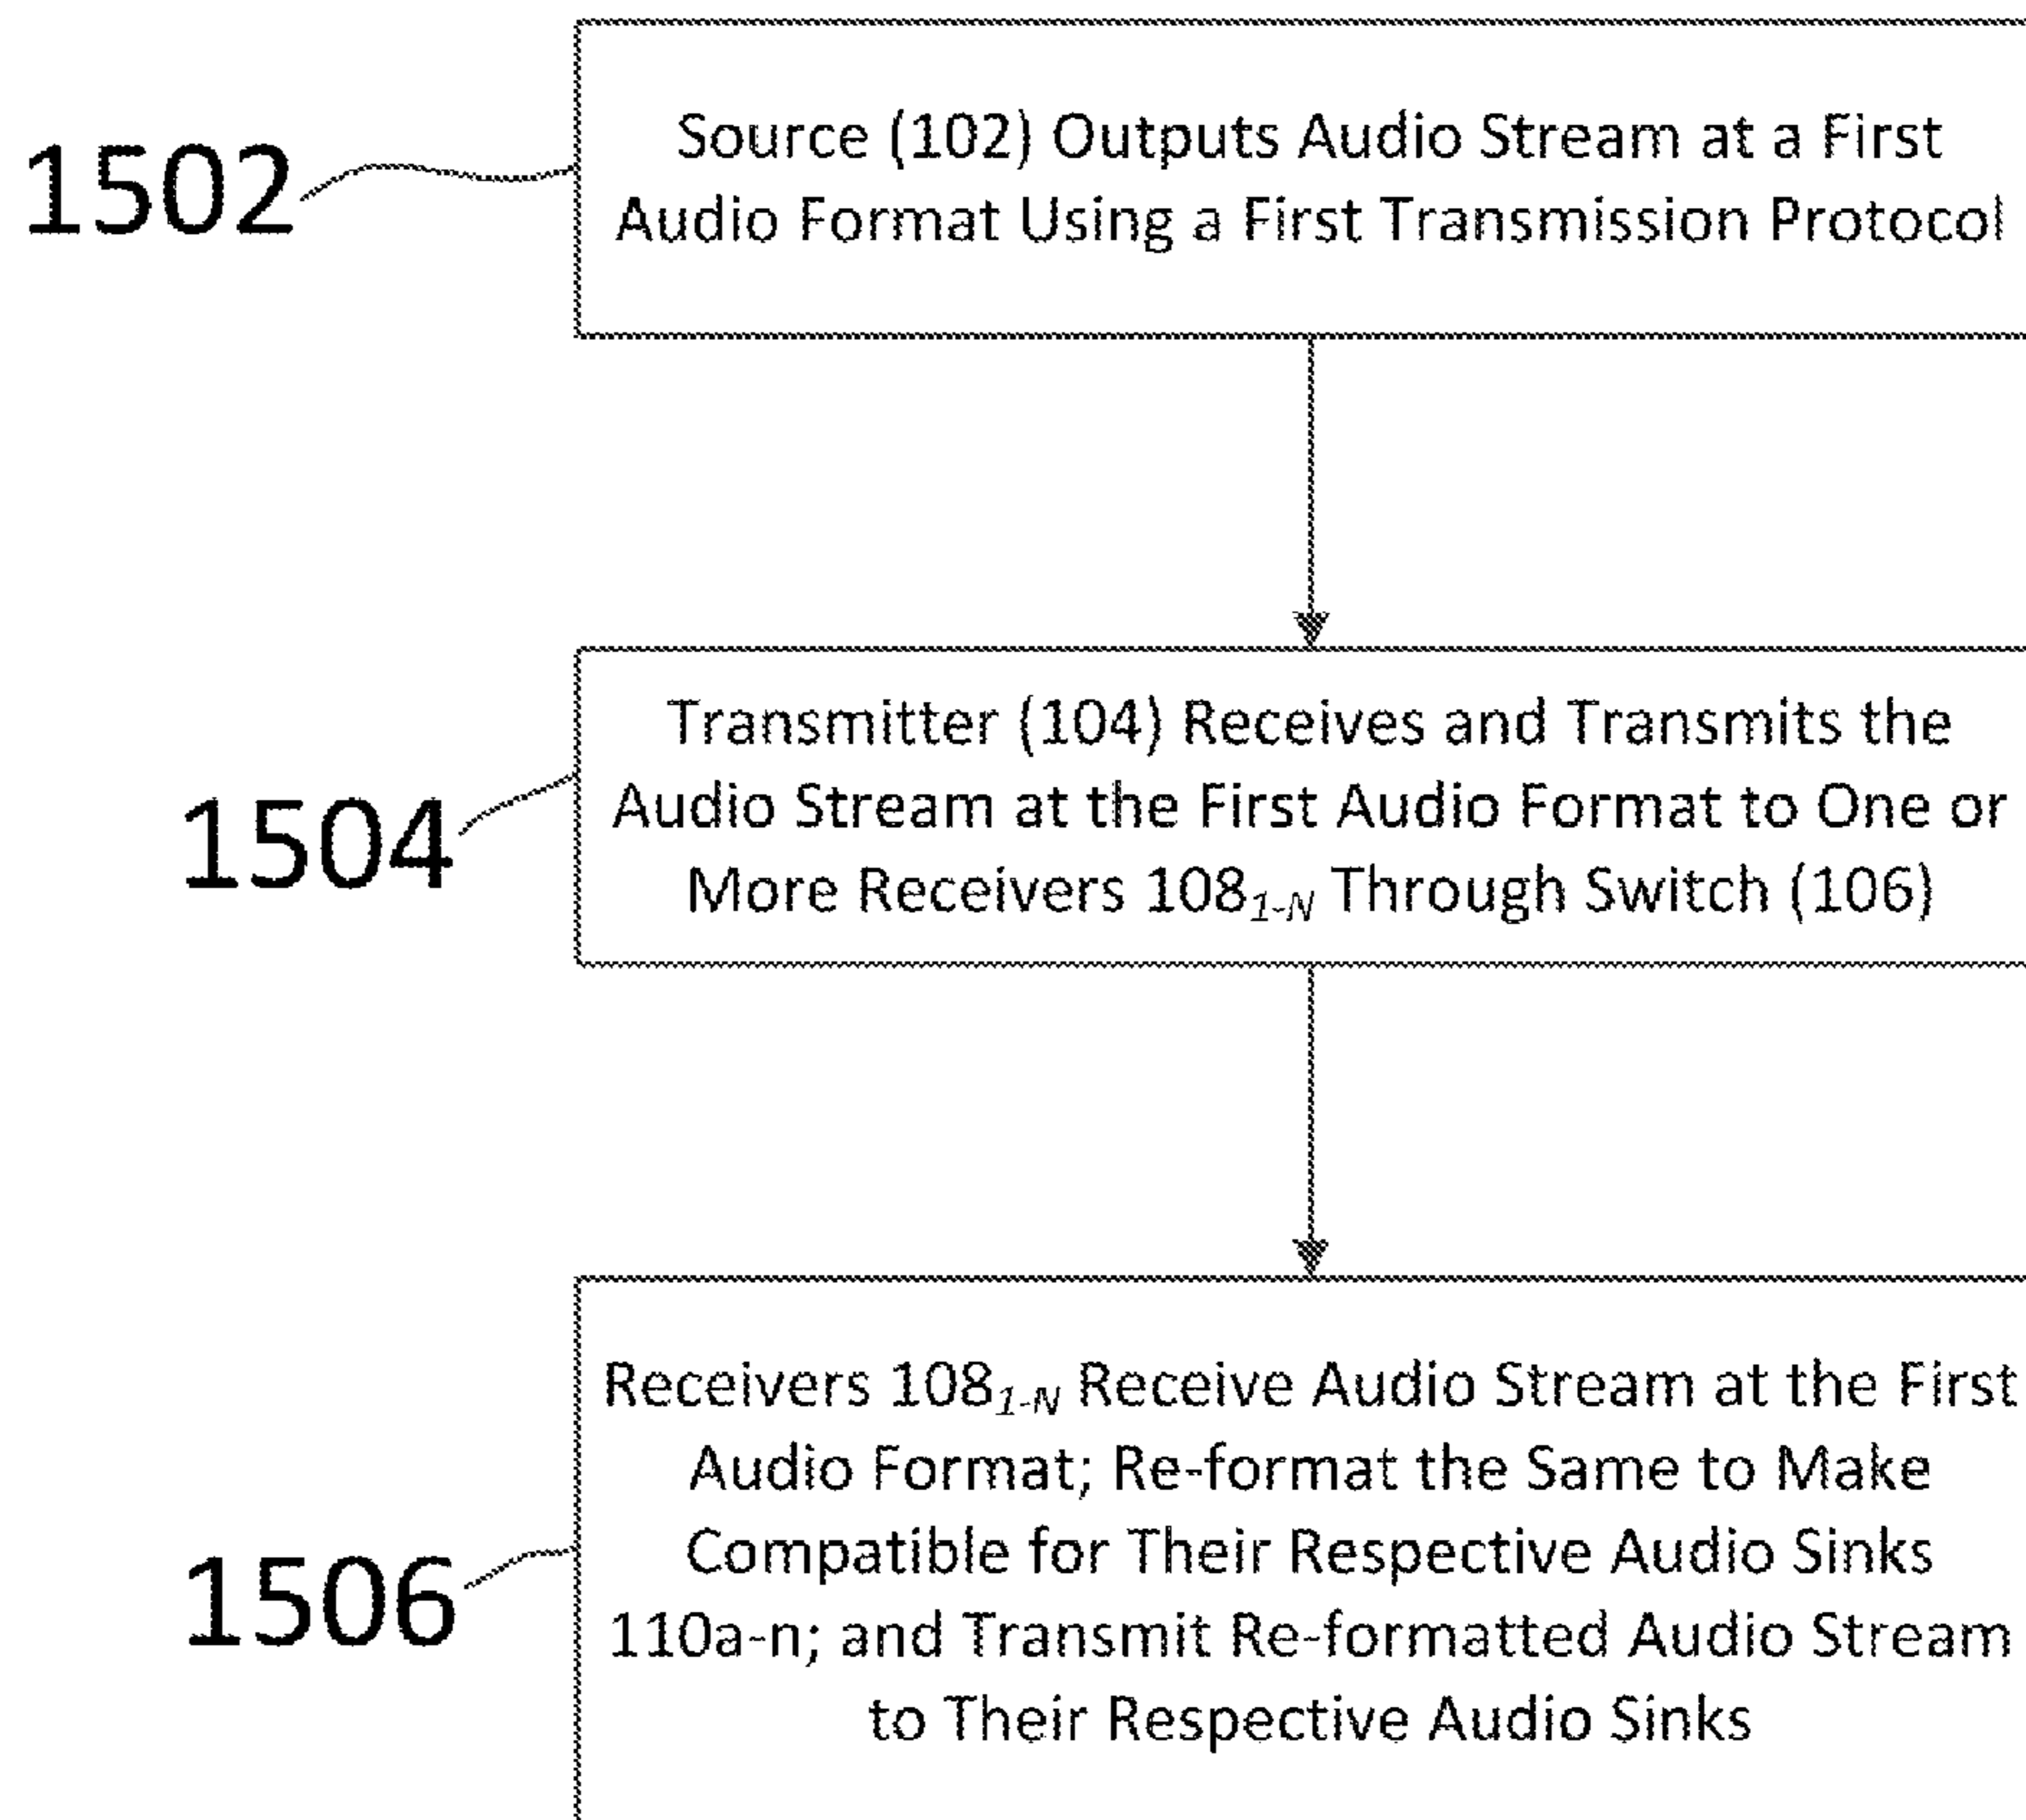 1502
Source (102) Outputs Audio Stream at a First
Audio Format Using a First Transmission Protocol
1504
Transmitter (104) Receives and Transmits the
Audio Stream at the First Audio Format to One or
More Receivers 108₁₋N Through Switch (106)
1506
Receivers 108₁₋N Receive Audio Stream at the First
Audio Format; Re-format the Same to Make
Compatible for Their Respective Audio Sinks
110a-n; and Transmit Re-formatted Audio Stream
to Their Respective Audio Sinks